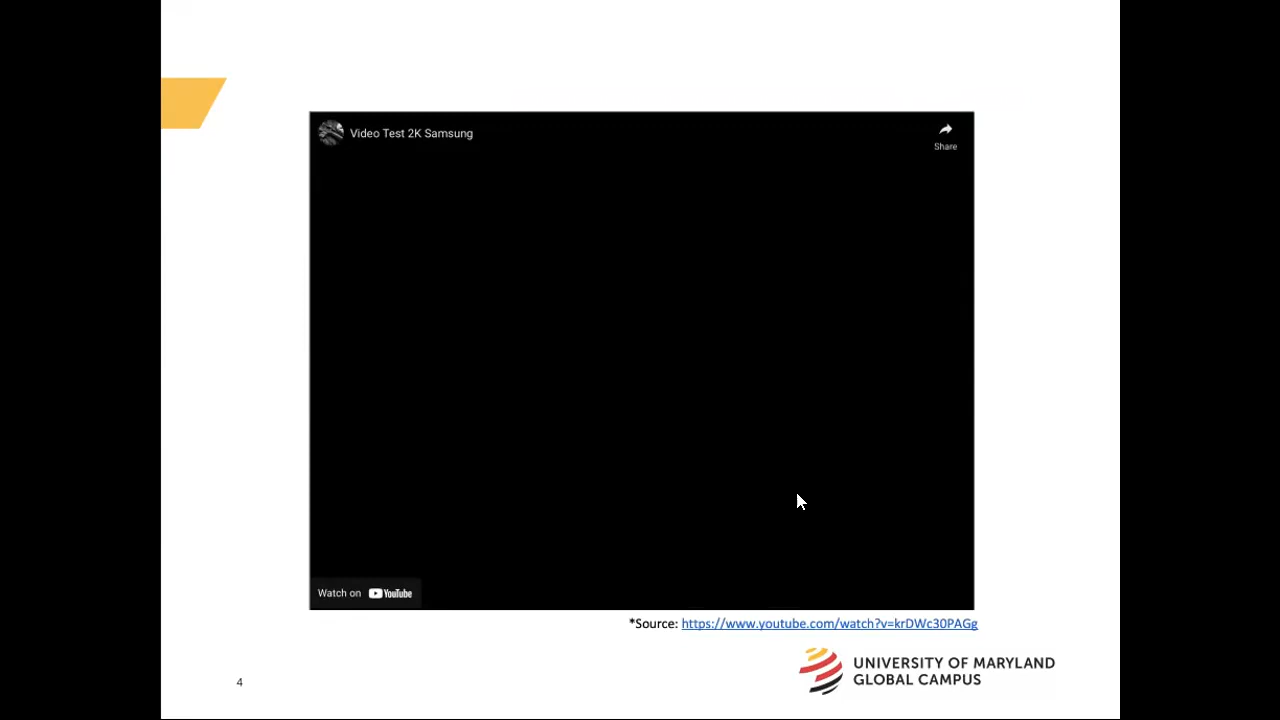 Video Test 2K Samsung
Share
Watch on YouTube
*Source: https://www.youtube.com/watch?v=krDWc30PAGg
UNIVERSITY OF MARYLAND
GLOBAL CAMPUS
4